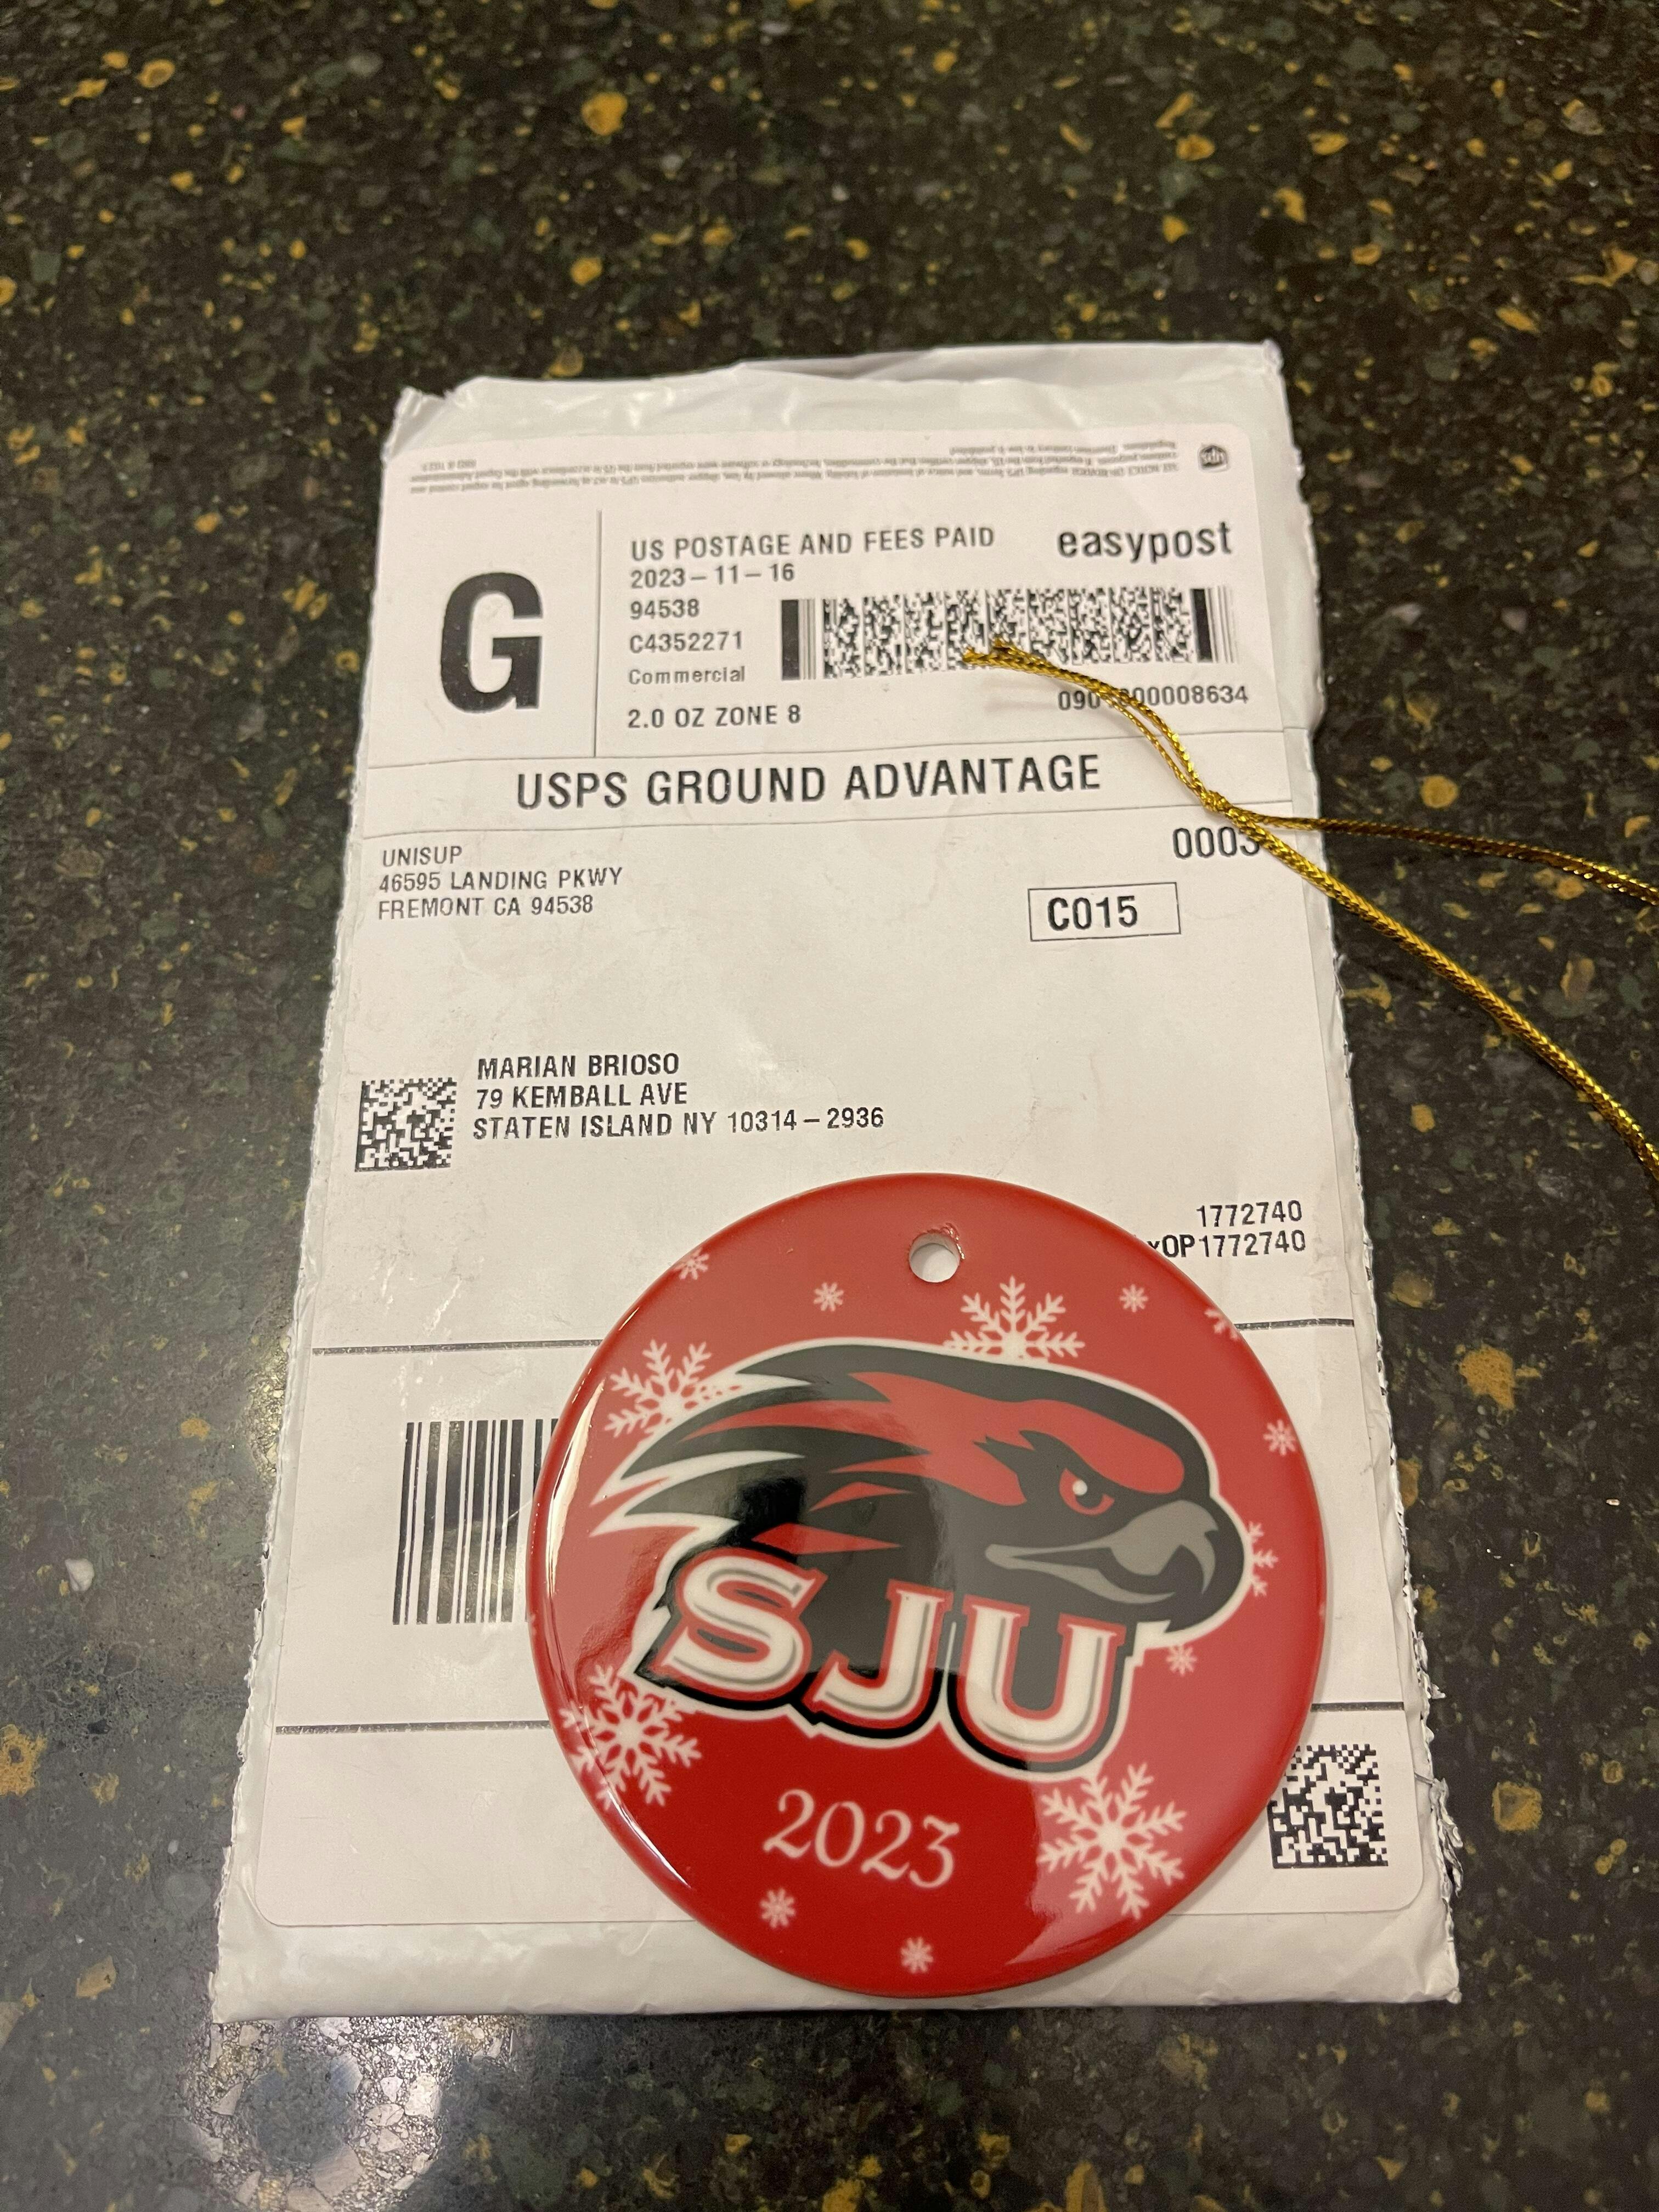 US POSTAGE AND FEES PAID
easypost
2023-11-16
94538
C4352271
Commercial
2.0 OZ ZONE 8
G
USPS GROUND ADVANTAGE
UNISUP
46595 LANDING PKWY
FREMONT CA 94538
0003
C015
MARIAN BRIOSO
79 KEMBALL AVE
STATEN ISLAND NY 10314-2936
1772740
OP1772740
SJU
2023